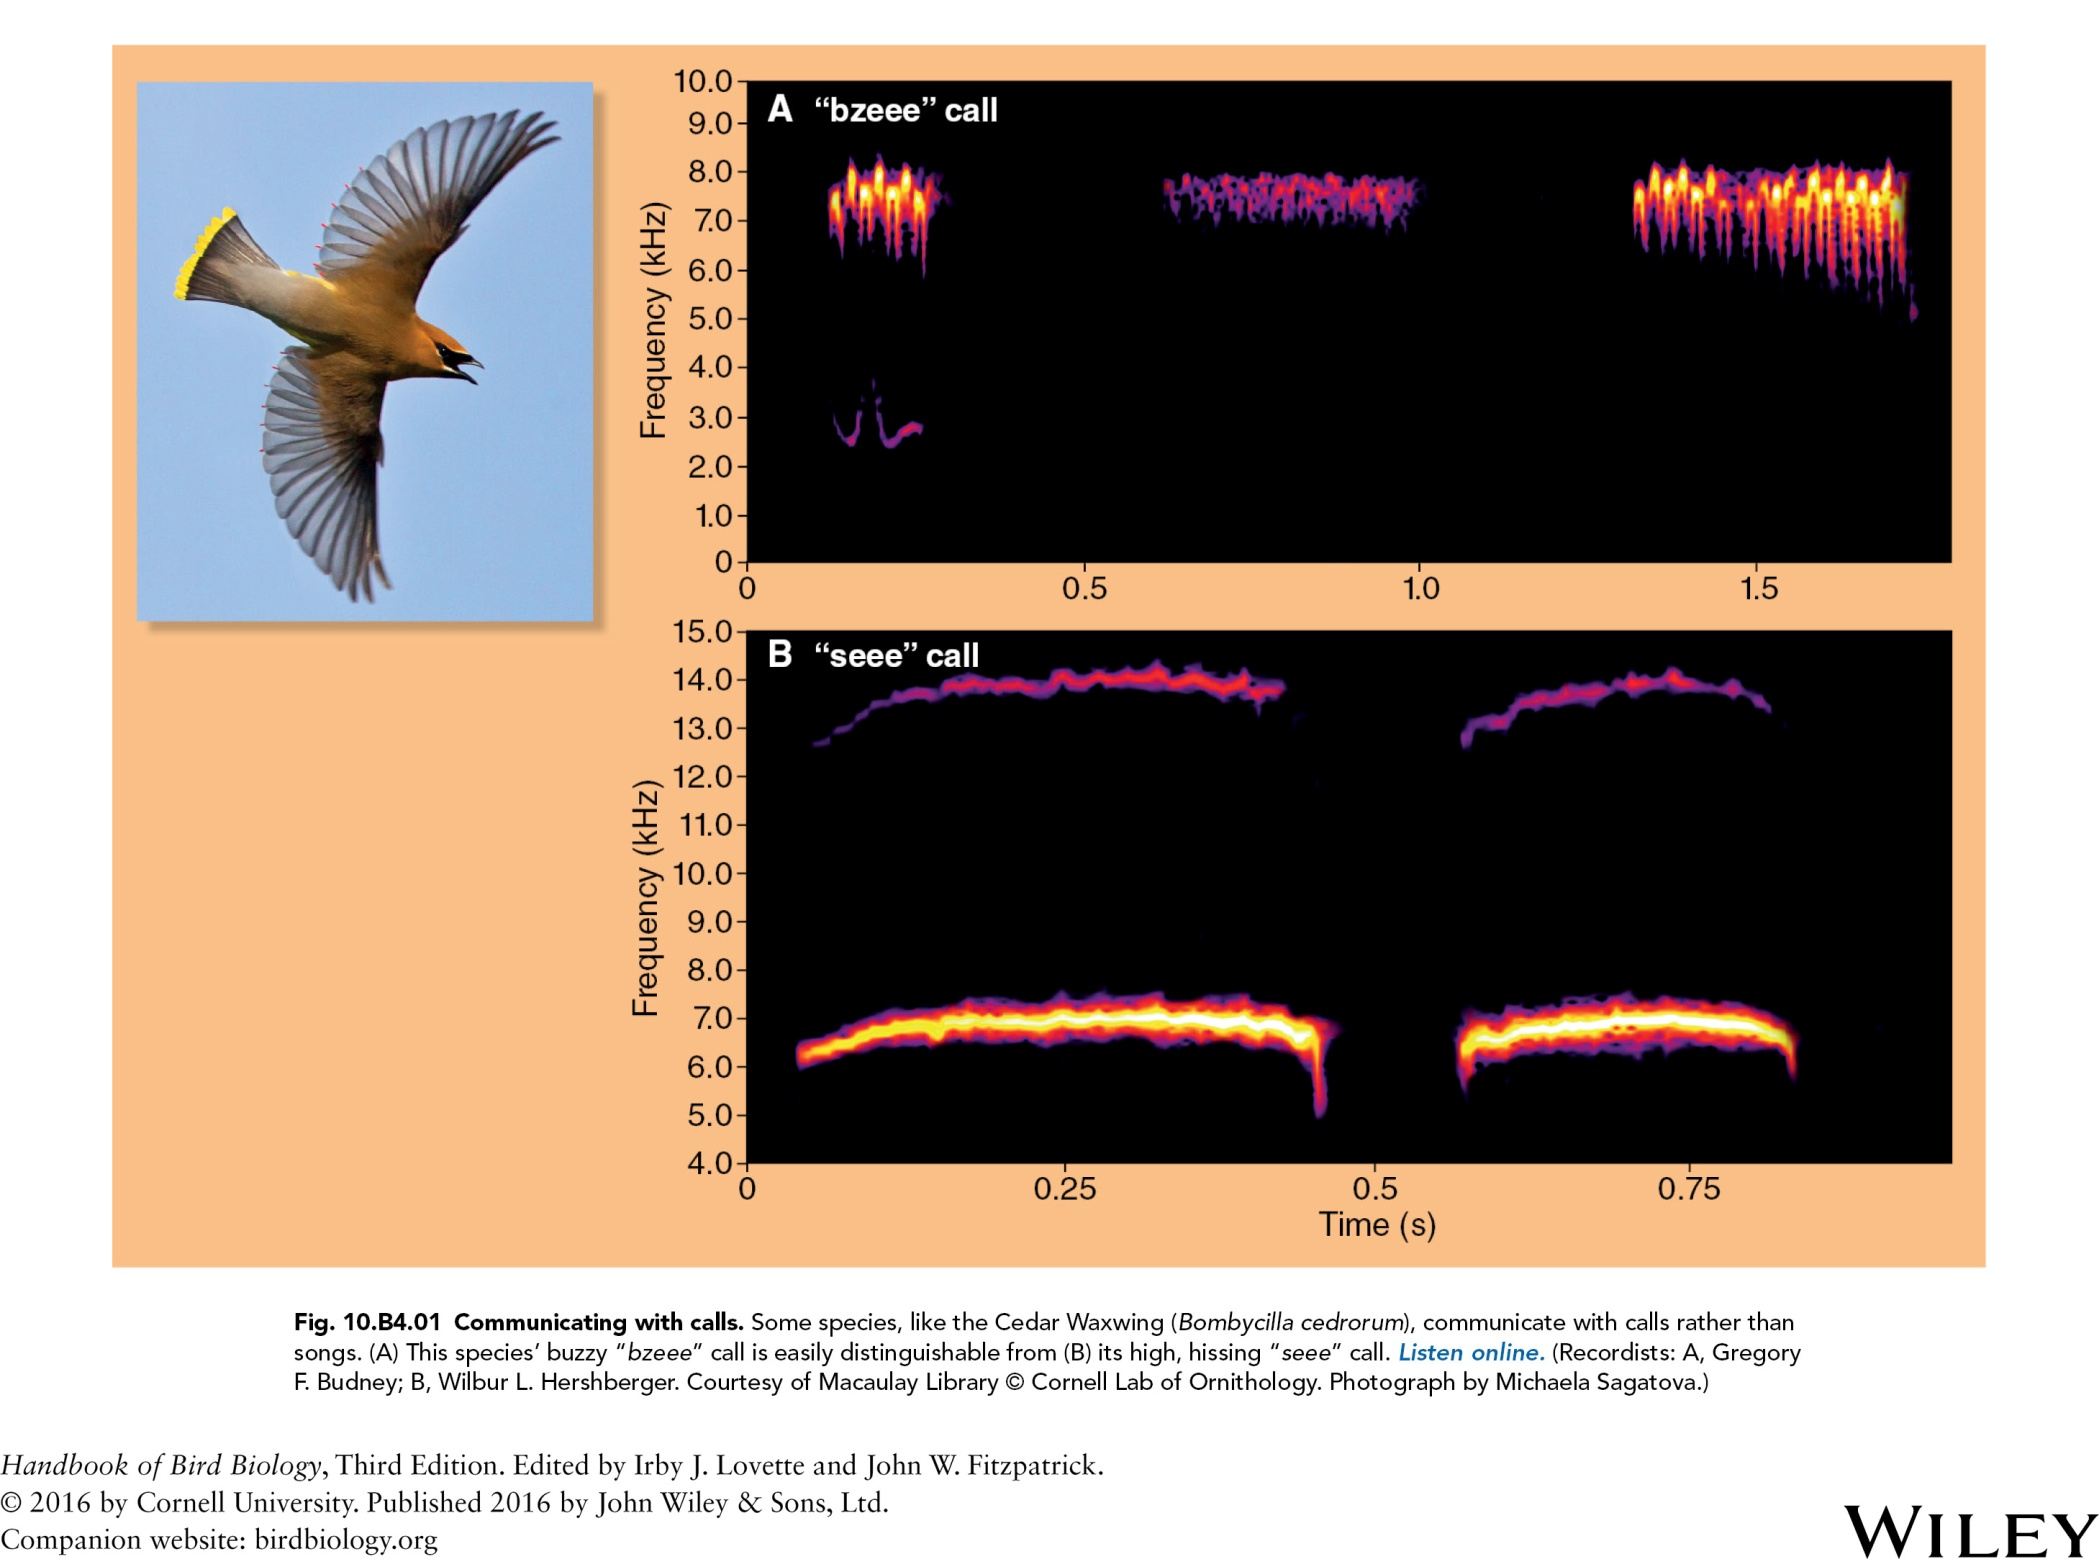 10.0
A "bzeee" call
9.0
8.0
7.0
6.0
5.0
4.0
3.0
2.0
1.0
0
Frequency (kHz)
0 0.5 1.0 1.5
15.0
B “seee” call
14.0
13.0
12.0
11.0
10.0
9.0
8.0
7.0
6.0
5.0
4.0
Frequency (kHz)
0 0.25 0.5 0.75
Time (s)
Fig. 10.B4.01 Communicating with calls. Some species, like the Cedar Waxwing (Bombycilla cedrorum), communicate with calls rather than
songs. (A) This species’ buzzy “bzeee” call is easily distinguishable from (B) its high, hissing “seee” call. Listen online. (Recordists: A, Gregory
F. Budney; B, Wilbur L. Hershberger. Courtesy of Macaulay Library © Cornell Lab of Ornithology. Photograph by Michaela Sagatova.)
Handbook of Bird Biology, Third Edition. Edited by Irby J. Lovette and John W. Fitzpatrick.
© 2016 by Cornell University. Published 2016 by John Wiley & Sons, Ltd.
Companion website: birdbiology.org
WILEY